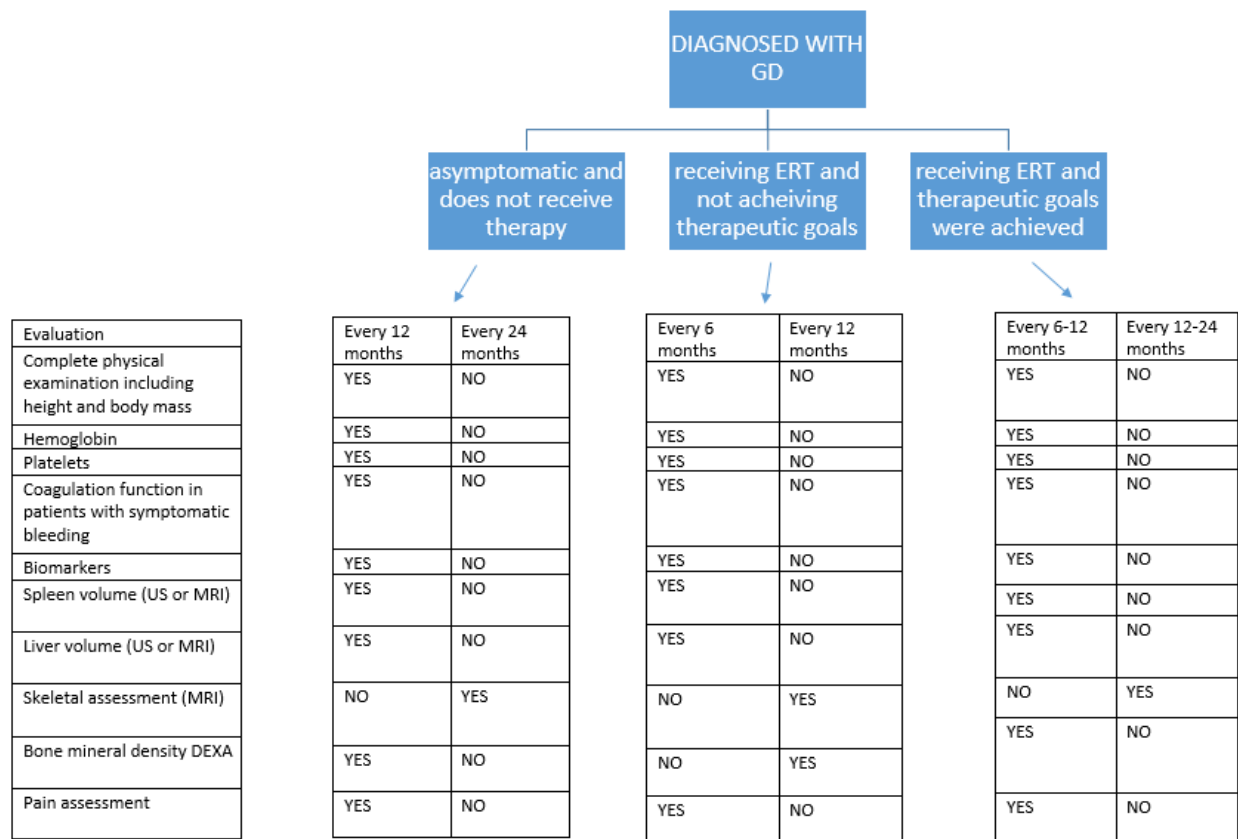 DIAGNOSED WITH
GD
asymptomatic and
does not receive
therapy
receiving ERT and
not acheiving
therapeutic goals
receiving ERT and
therapeutic goals
were achieved
Evaluation
Complete physical
examination including
height and body mass
Hemoglobin
Platelets
Coagulation function in
patients with symptomatic
bleeding
Biomarkers
Spleen volume (US or MRI)
Liver volume (US or MRI)
Skeletal assessment (MRI)
Bone mineral density DEXA
Pain assessment
Every 12
months
Every 24
months
YES NO
YES NO
YES NO
YES NO
YES NO
YES NO
YES NO
NO YES
YES NO
YES NO
Every 6
months
Every 12
months
YES NO
YES NO
YES NO
YES NO
YES NO
YES NO
YES NO
NO YES
NO YES
YES NO
Every 6-12
months
Every 12-24
months
YES NO
YES NO
YES NO
YES NO
YES NO
YES NO
YES NO
NO YES
YES NO
YES NO